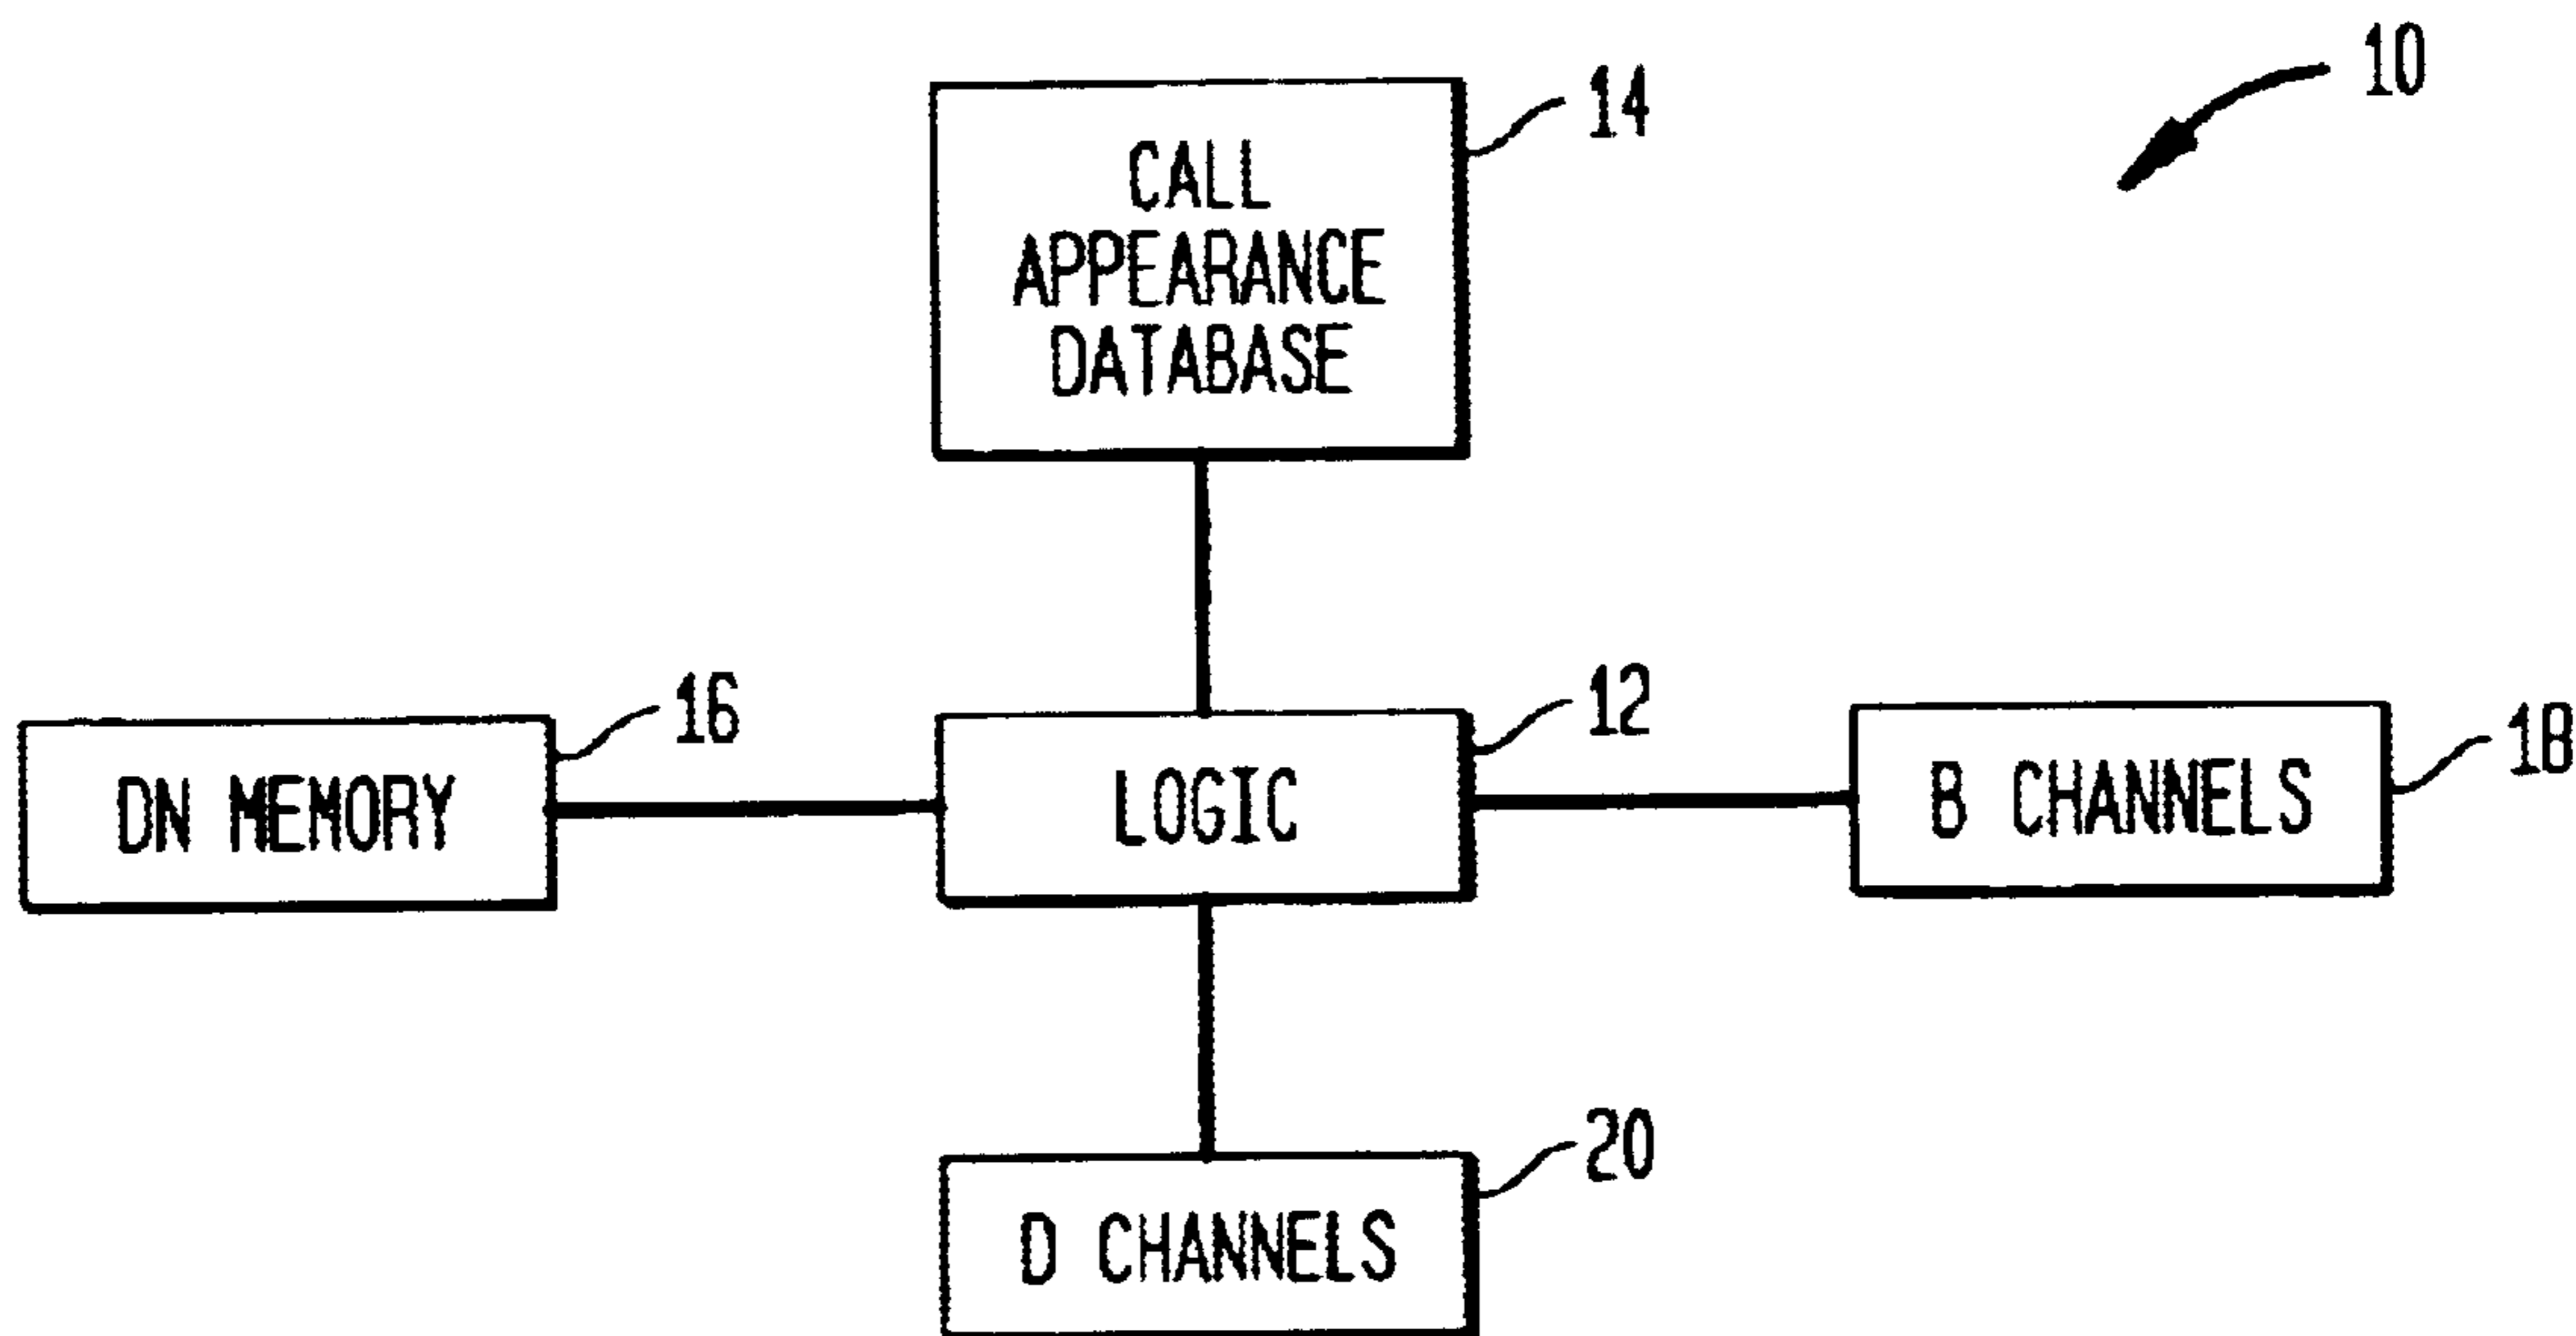 10
14
CALL
APPEARANCE
DATABASE
16
12
18
DN MEMORY
LOGIC
B CHANNELS
20
D CHANNELS